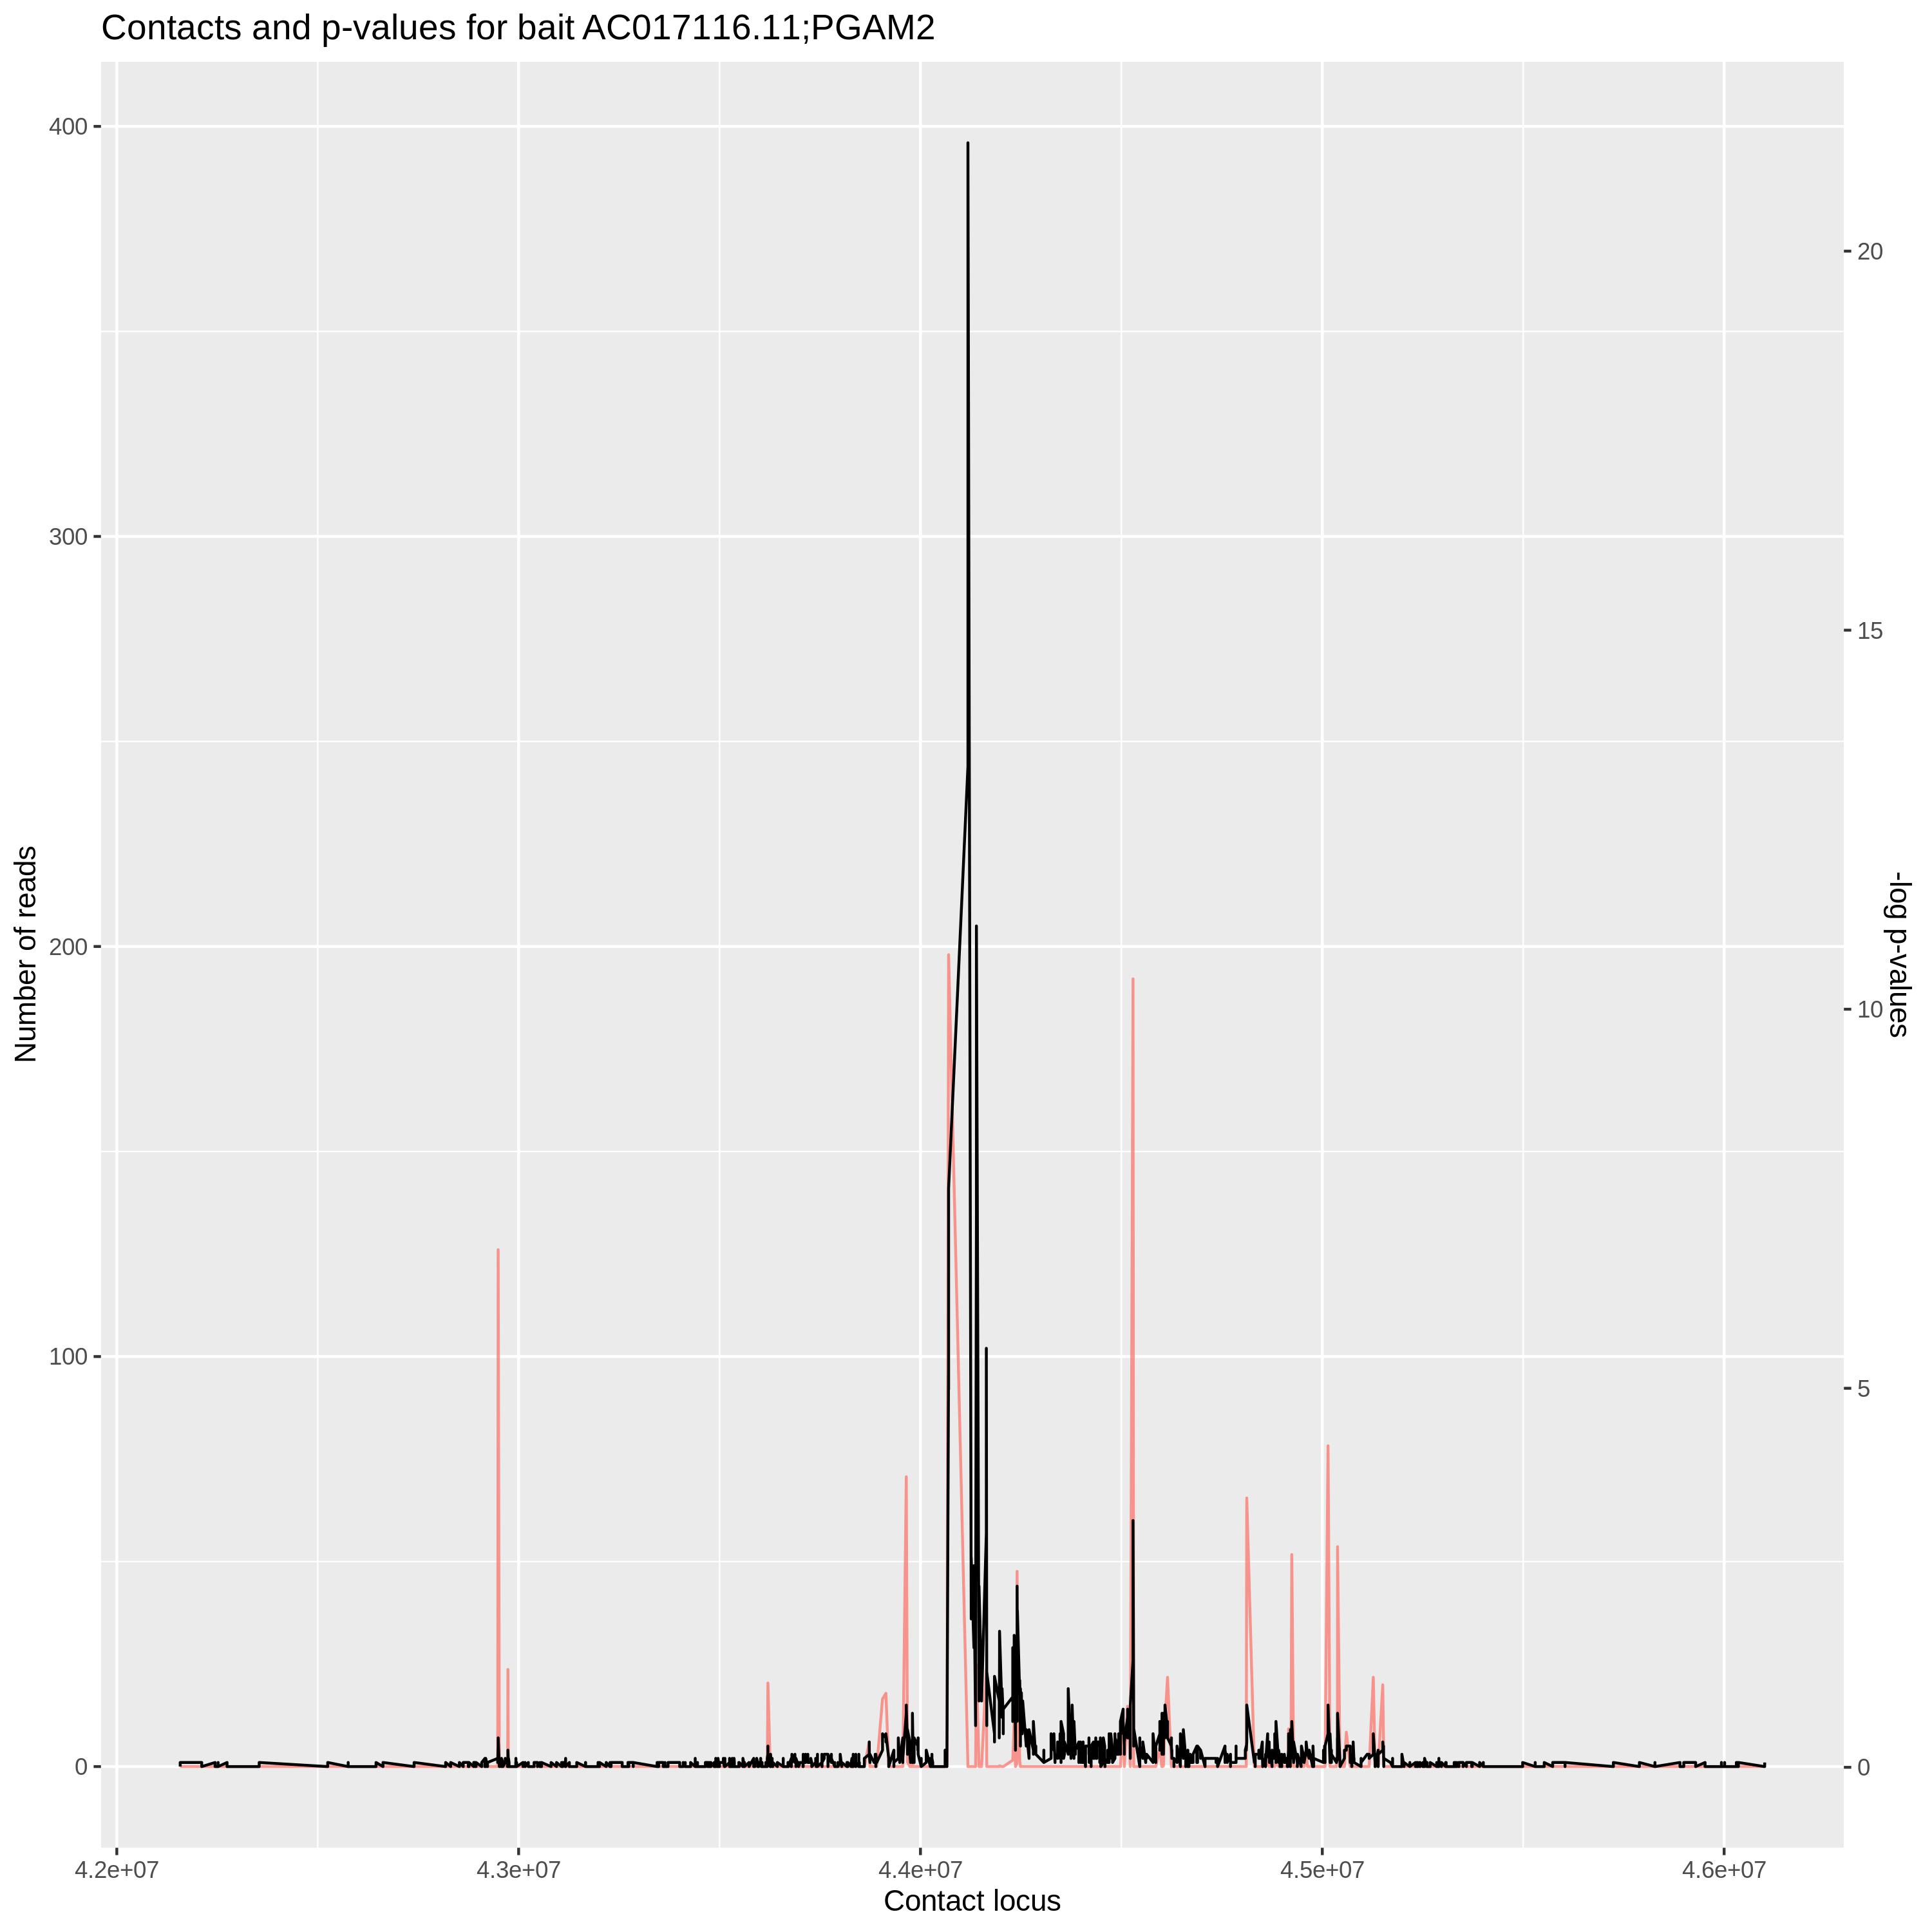 Contacts and p-values for bait AC017116.11;PGAM2
400
300
200
100
0
Number of reads
20
15
10
5
0
-log p-values
4.2e+07
4.3e+07
4.4e+07
4.5e+07
4.6e+07
Contact locus